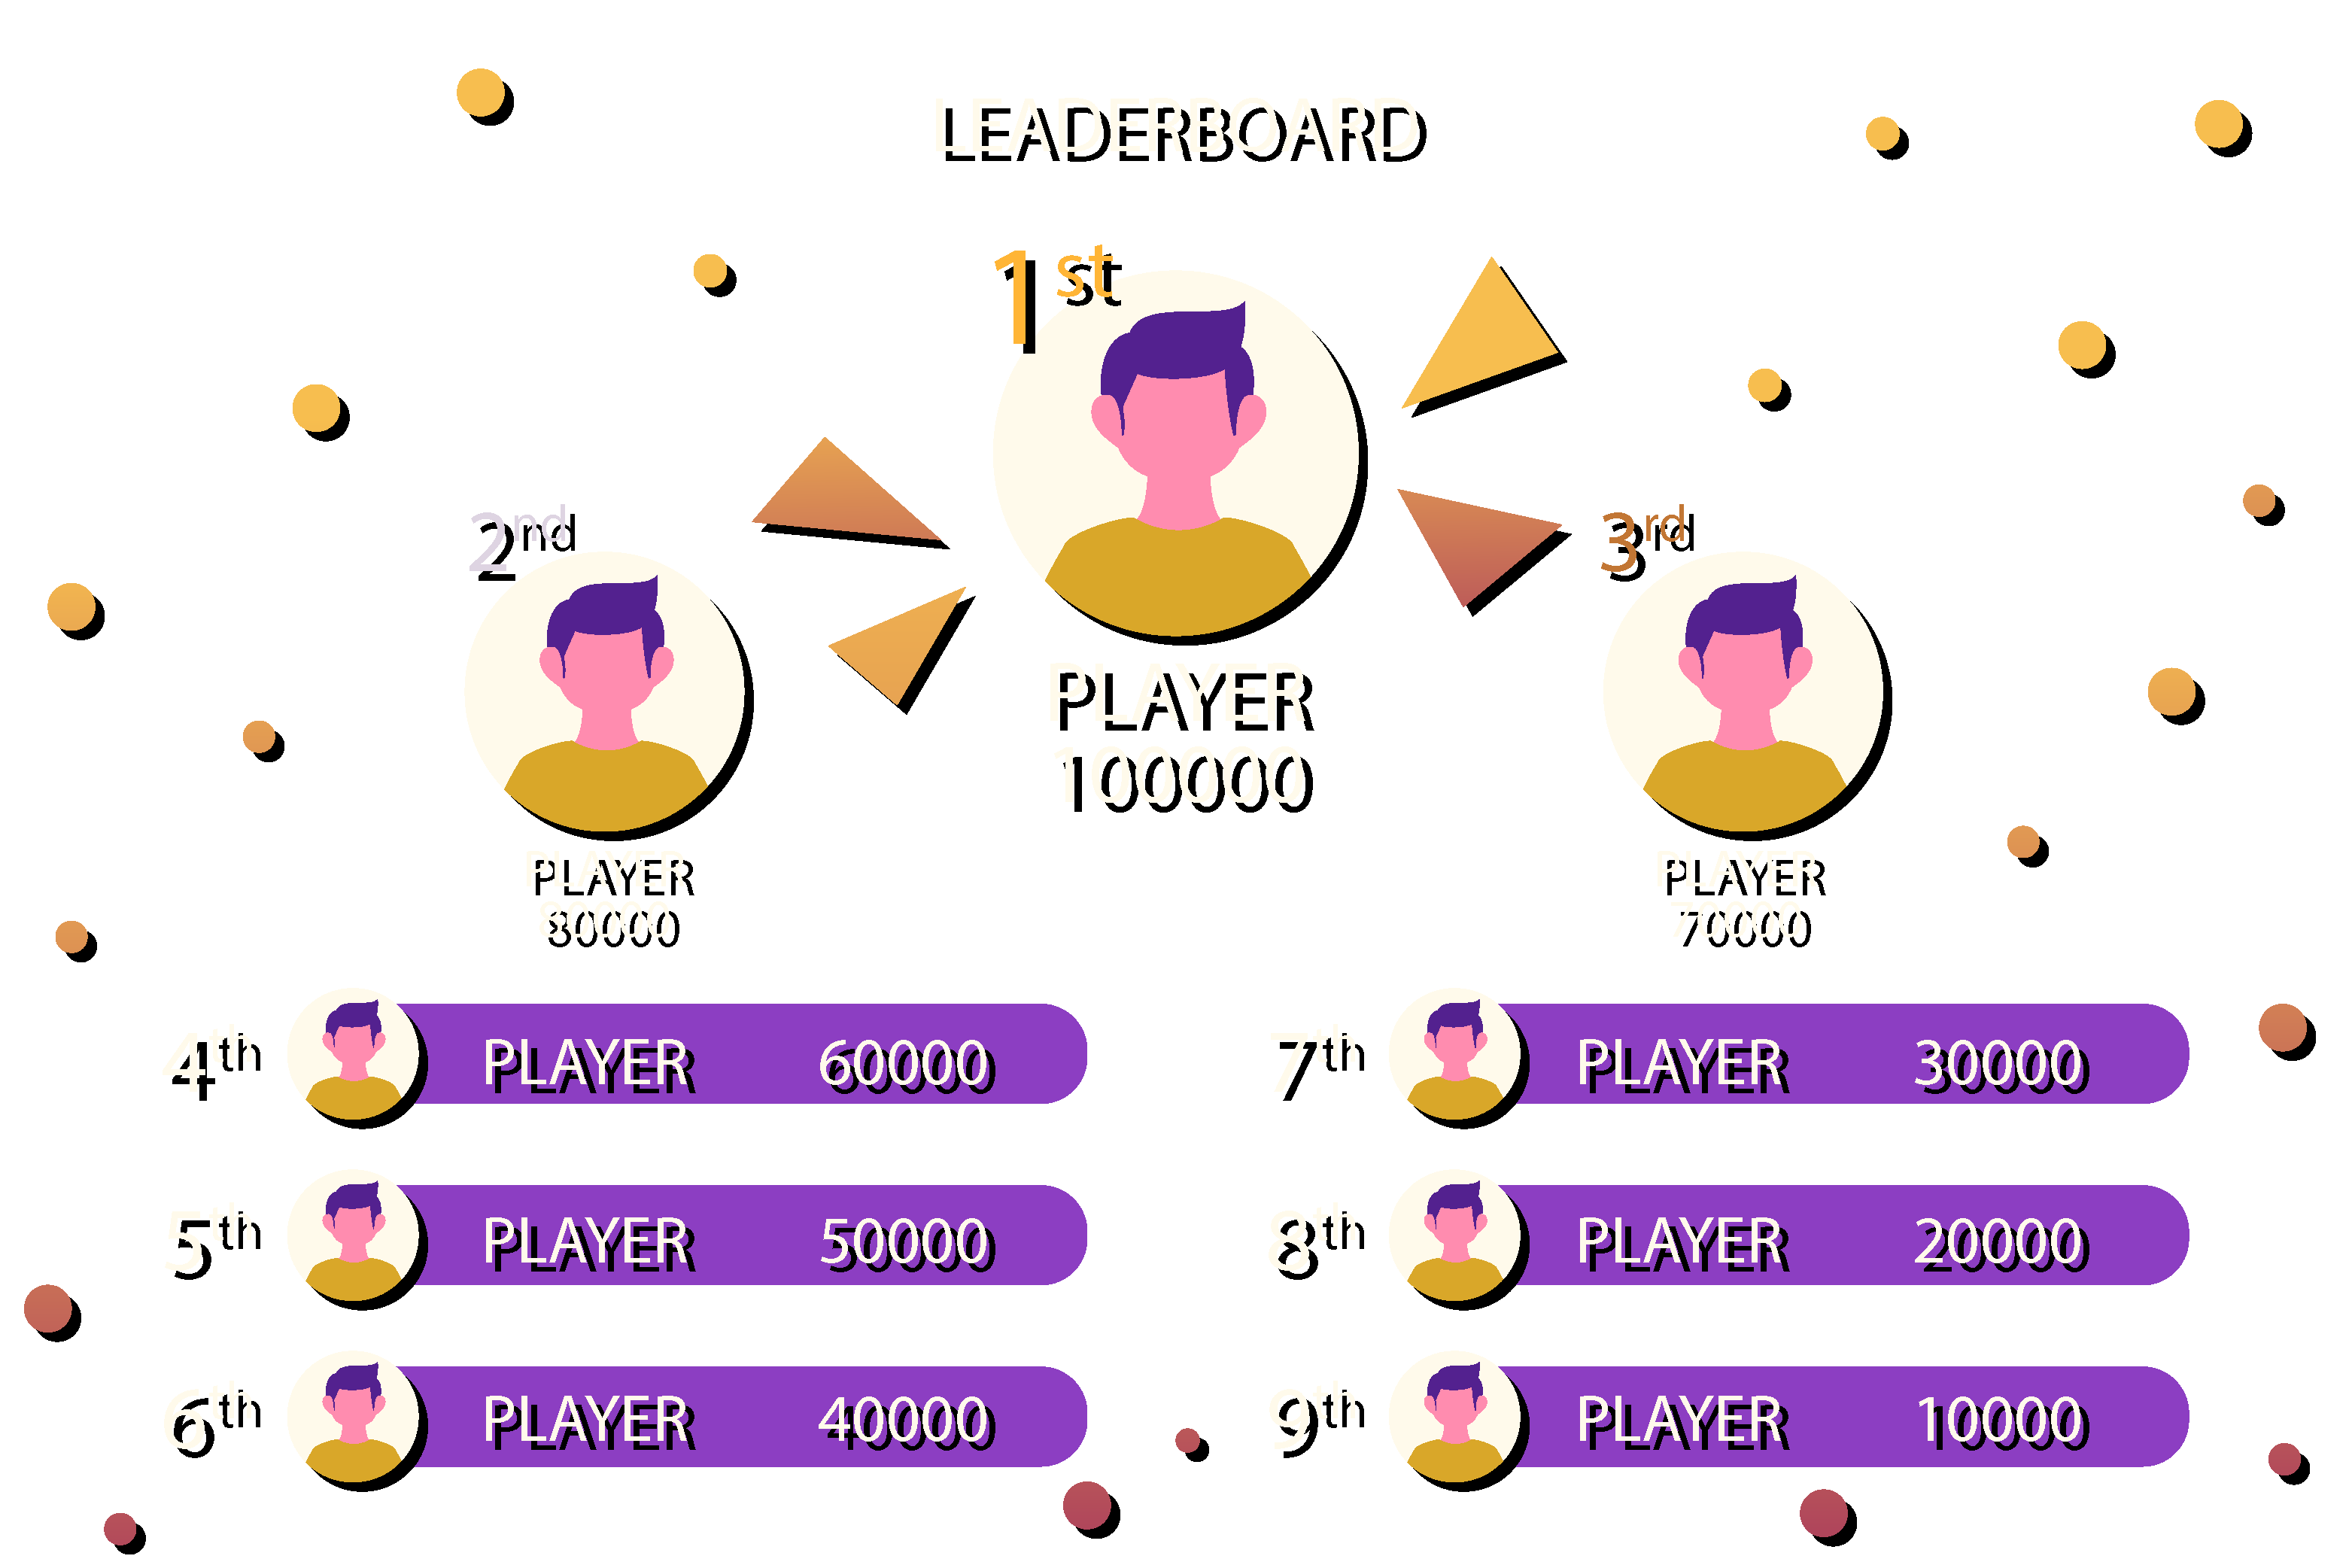 LEADERBOARD
1st
PLAYER
100000
2nd
PLAYER
80000
3rd
PLAYER
70000
4th PLAYER 60000
5th PLAYER 50000
6th PLAYER 40000
7th PLAYER 30000
8th PLAYER 20000
9th PLAYER 10000